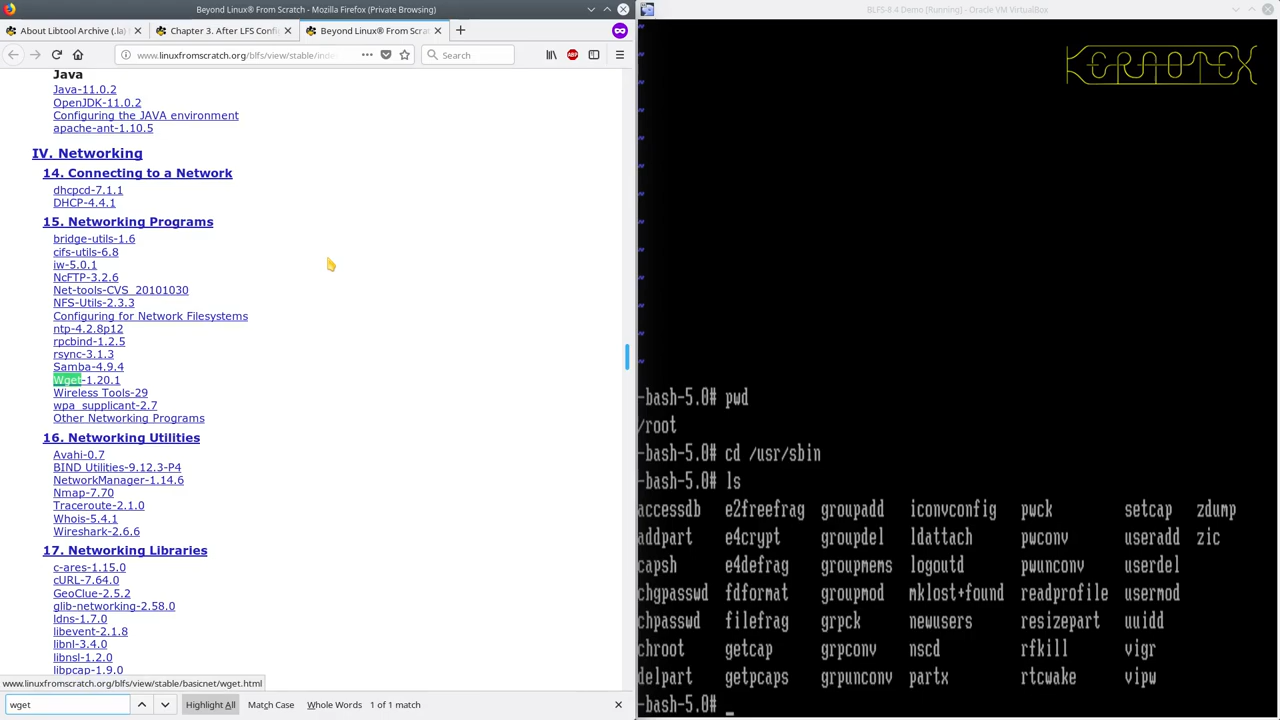 Beyond Linux® From Scratch - Mozilla Firefox (Private Browsing)
About Libtool Archive (.la)
Chapter 3. After LFS Confi
Beyond Linux® From Scra
www.linuxfromscratch.org/blfs/view/stable/inde
Search
Java
Java-11.0.2
OpenJDK-11.0.2
Configuring the JAVA environment
apache-ant-1.10.5
IV. Networking
14. Connecting to a Network
dhcpcd-7.1.1
DHCP-4.4.1
15. Networking Programs
bridge-utils-1.6
cifs-utils-6.8
iw-5.0.1
NcFTP-3.2.6
Net-tools-CVS_20101030
NFS-Utils-2.3.3
Configuring for Network Filesystems
ntp-4.2.8p12
rpcbind-1.2.5
rsync-3.1.3
Samba-4.9.4
Wget-1.20.1
Wireless Tools-29
wpa_supplicant-2.7
Other Networking Programs
16. Networking Utilities
Avahi-0.7
BIND Utilities-9.12.3-P4
NetworkManager-1.14.6
Nmap-7.70
Traceroute-2.1.0
Whois-5.4.1
Wireshark-2.6.6
17. Networking Libraries
c-ares-1.15.0
cURL-7.64.0
GeoClue-2.5.2
glib-networking-2.58.0
ldns-1.7.0
libevent-2.1.8
libnl-3.4.0
libnsl-1.2.0
libpcap-1.9.0
www.linuxfromscratch.org/blfs/view/stable/basicnet/wget.html
wget
Highlight All
Match Case
Whole Words
1 of 1 match
BLFS-8.4 Demo [Running] - Oracle VM VirtualBox
KERNOTEX
~
~
~
~
~
~
~
~
~
~
~
~
~
-bash-5.0# pwd
/root
-bash-5.0# cd /usr/sbin
-bash-5.0# ls
accessdb e2freefrag groupadd iconvconfig pwck setcap zdump
addpart e4crypt groupdel ldattach pwconv useradd zic
capsh e4defrag groupmems logoutd pwunconv userdel
chgpasswd fdformat groupmod mklost+found readprofile usermod
chpasswd filefrag grpck newusers resizepart uuidd
chroot getcap grpconv nscd rfkill vigr
delpart getpcaps grpunconv partx rtcwake vipw
-bash-5.0# _